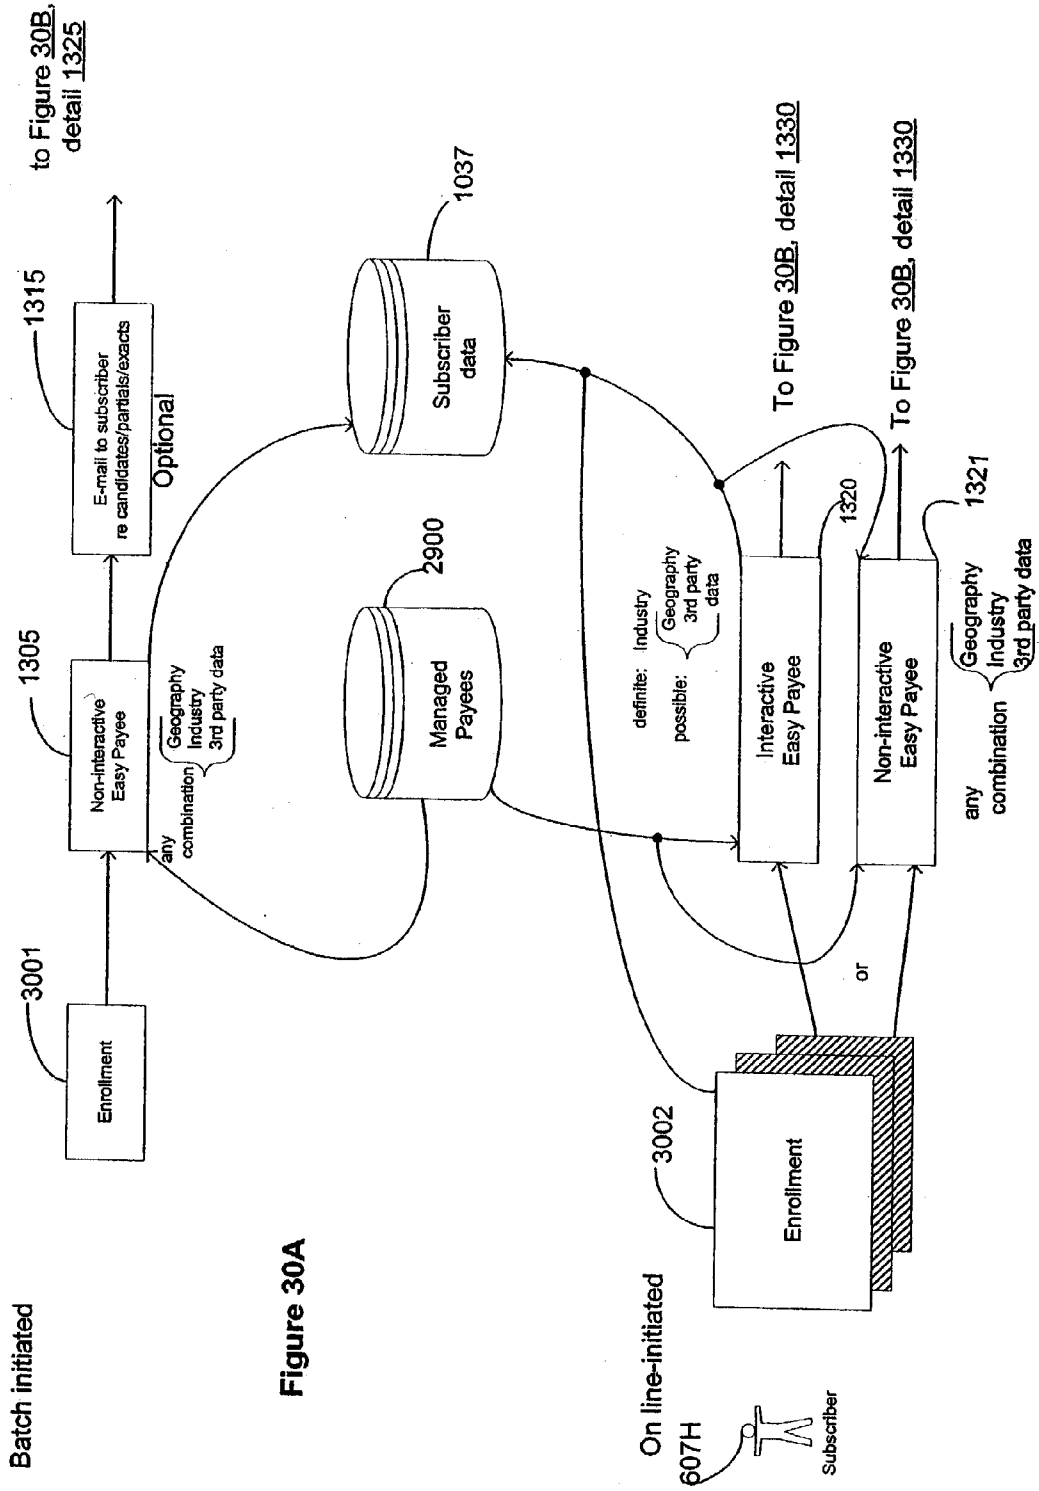 Batch initiated
3001
Enrollment
1305
Non-interactive
Easy Payee
any
combination
Geography
Industry
3rd party data
1315
E-mail to subscriber
re candidates/partials/exacts
Optional
to Figure 30B,
detail 1325
Figure 30A
2900
Managed
Payees
1037
Subscriber
data
On line-initiated
607H
Subscriber
3002
Enrollment
or
definite:
Industry
possible:
Geography
3rd party
data
Interactive
Easy Payee
1320
To Figure 30B, detail 1330
Non-interactive
Easy Payee
1321
To Figure 30B, detail 1330
any
combination
Geography
Industry
3rd party data